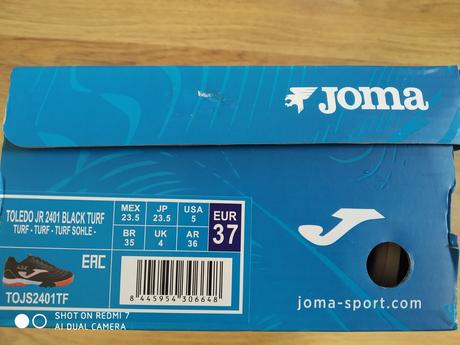 JOMA
TOLEDO JR 2401 BLACK TURF
TURF - TURF - TURF SOHLE -
MEX 23.5
JP 23.5
USA 5
BR 35
UK 4
AR 36
EUR 37
EAC
8 445954 306648
TOJS2401TF
joma-sport.com
SHOT ON REDMI 7
AI DUAL CAMERA